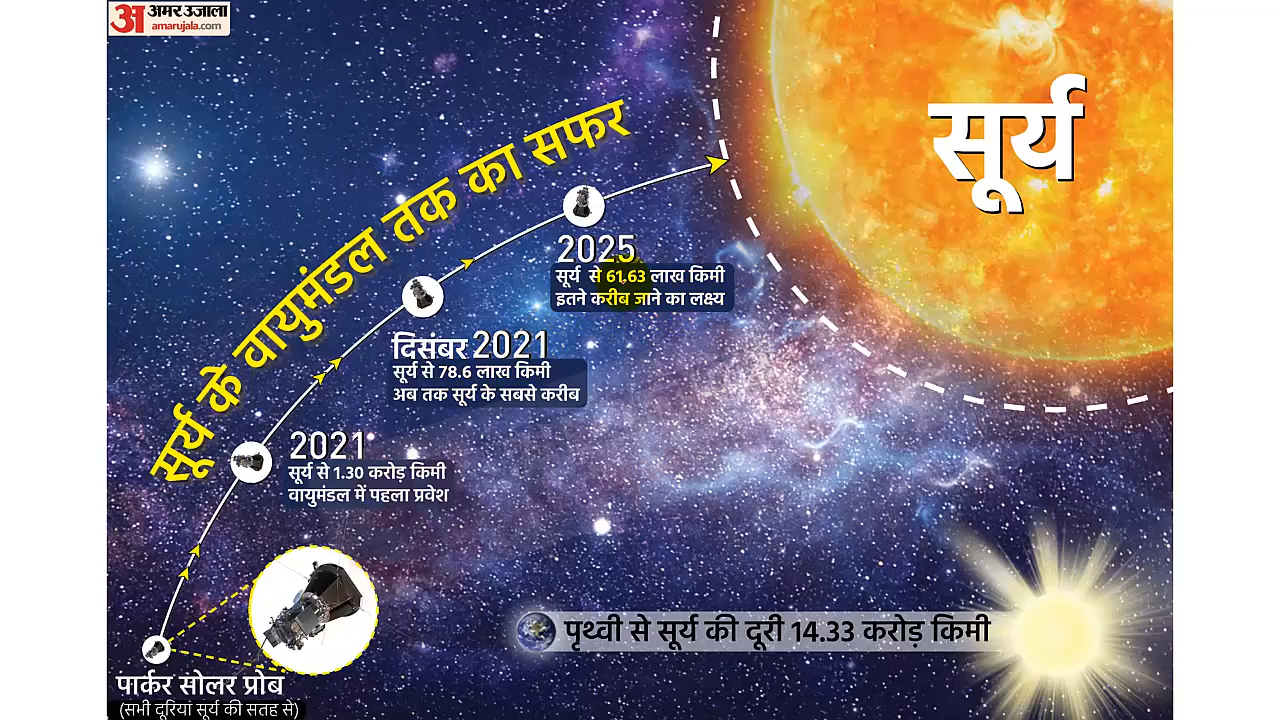 अमर उजाला
amarujala.com
सूर्य
सूर्य के वायुमंडल तक का सफर
2025
सूर्य से 61.63 लाख किमी
इतने करीब जाने का लक्ष्य
दिसंबर 2021
सूर्य से 78.6 लाख किमी
अब तक सूर्य के सबसे करीब
2021
सूर्य से 1.30 करोड़ किमी
वायुमंडल में पहला प्रवेश
पृथ्वी से सूर्य की दूरी 14.33 करोड़ किमी
पार्कर सोलर प्रोब
(सभी दूरियां सूर्य की सतह से)